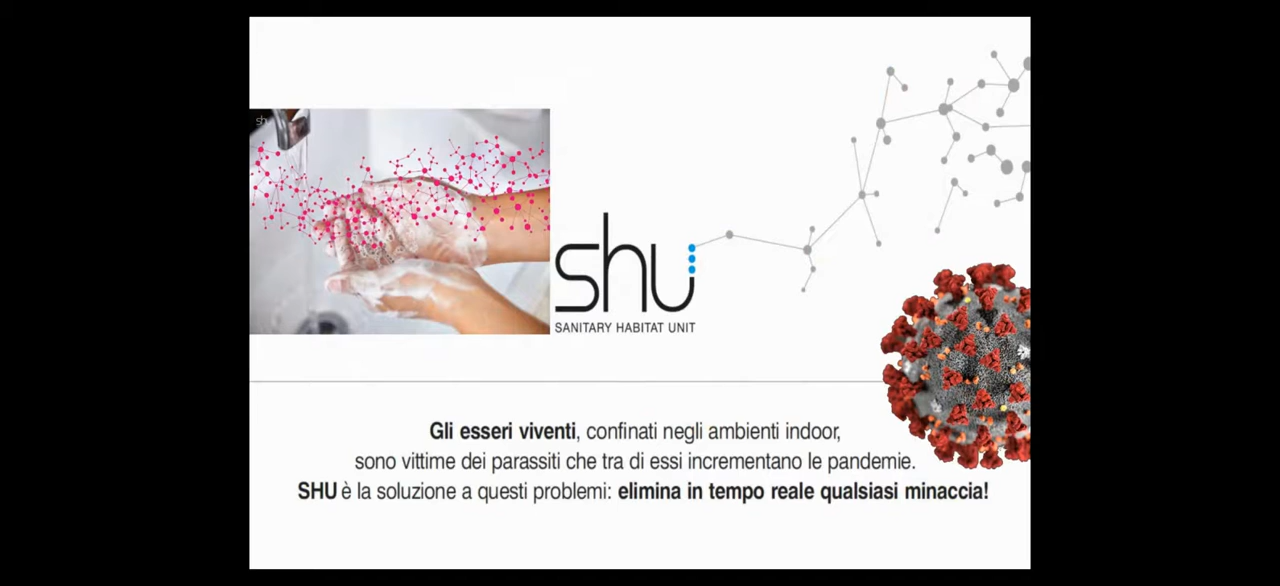 sh
shu
SANITARY HABITAT UNIT
Gli esseri viventi, confinati negli ambienti indoor,
sono vittime dei parassiti che tra di essi incrementano le pandemie.
SHU è la soluzione a questi problemi: elimina in tempo reale qualsiasi minaccia!